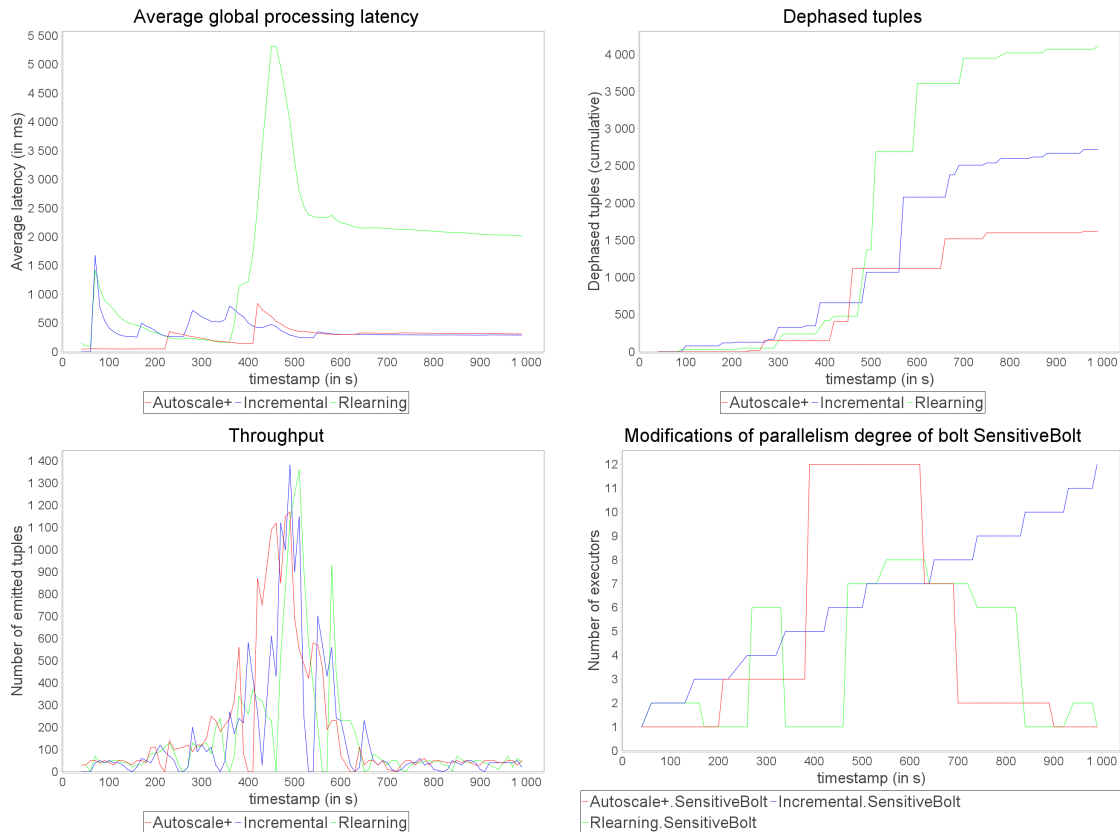 Average global processing latency
5 500
5 000
4 500
4 000
3 500
3 000
2 500
2 000
1 500
1 000
500
0
Average latency (in ms)
0 100 200 300 400 500 600 700 800 900 1 000
timestamp (in s)
Autoscale+ Incremental Rlearning
Dephased tuples
4 000
3 500
3 000
2 500
2 000
1 500
1 000
500
0
Dephased tuples (cumulative)
0 100 200 300 400 500 600 700 800 900 1 000
timestamp (in s)
Autoscale+ Incremental Rlearning
Throughput
1 400
1 300
1 200
1 100
1 000
900
800
700
600
500
400
300
200
100
0
Number of emitted tuples
0 100 200 300 400 500 600 700 800 900 1 000
timestamp (in s)
Autoscale+ Incremental Rlearning
Modifications of parallelism degree of bolt SensitiveBolt
12
11
10
9
8
7
6
5
4
3
2
1
0
Number of executors
0 100 200 300 400 500 600 700 800 900 1 000
timestamp (in s)
Autoscale+.SensitiveBolt Incremental.SensitiveBolt
Rlearning.SensitiveBolt